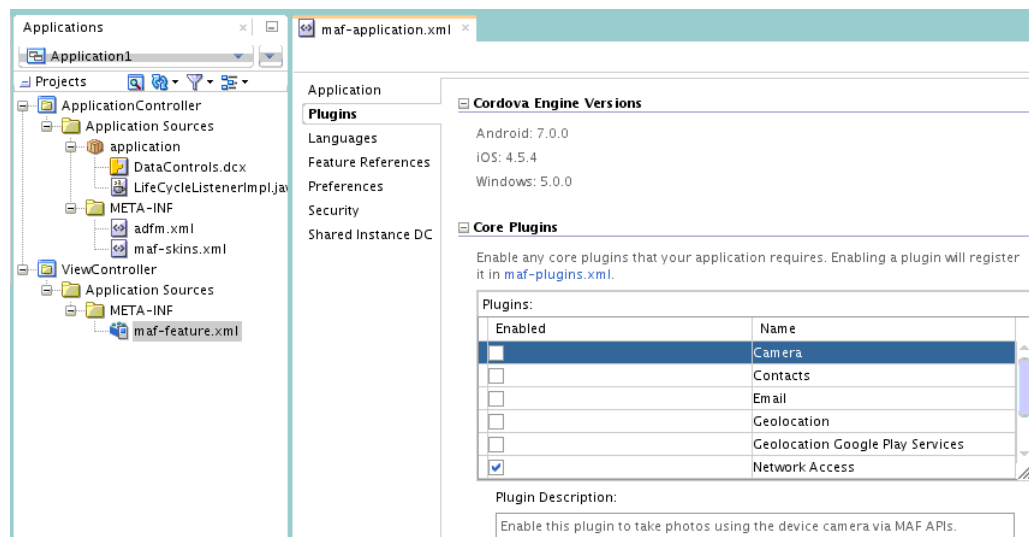 Applications
Application1
Projects
ApplicationController
Application Sources
application
DataControls.dcx
LifeCycleListenerImpl.jav
META-INF
adfm.xml
maf-skins.xml
ViewController
Application Sources
META-INF
maf-feature.xml
maf-application.xml
Application
Plugins
Languages
Feature References
Preferences
Security
Shared Instance DC
Cordova Engine Versions
Android: 7.0.0
iOS: 4.5.4
Windows: 5.0.0
Core Plugins
Enable any core plugins that your application requires. Enabling a plugin will register
it in maf-plugins.xml.
Plugins:
Enabled Name
Camera
Contacts
Email
Geolocation
Geolocation Google Play Services
Network Access
Plugin Description:
Enable this plugin to take photos using the device camera via MAF APIs.